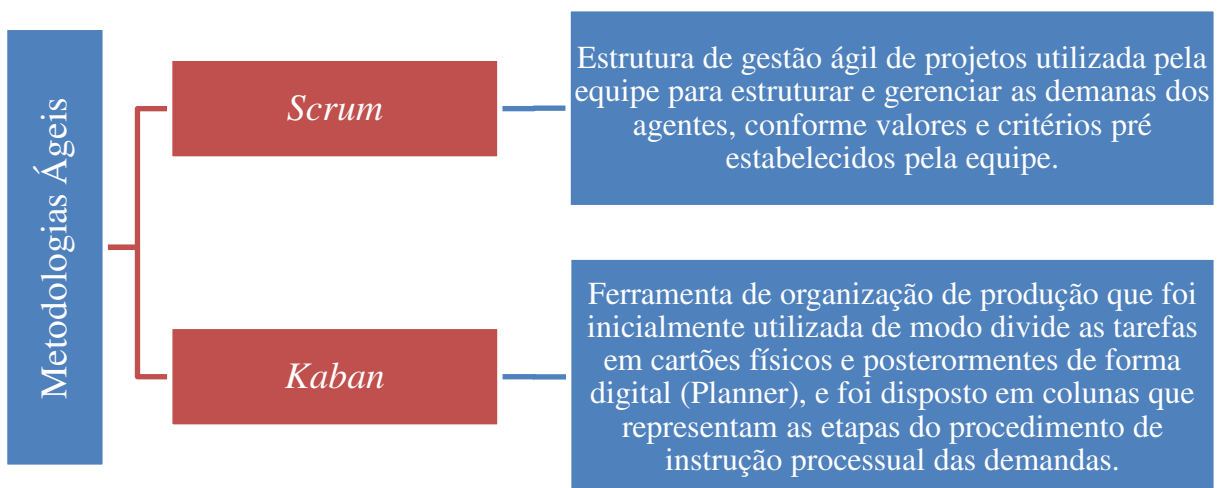 Metodologias Ágeis
Scrum
Estrutura de gestão ágil de projetos utilizada pela
equipe para estruturar e gerenciar as demanas dos
agentes, conforme valores e critérios pré
estabelecidos pela equipe.
Kaban
Ferramenta de organização de produção que foi
inicialmente utilizada de modo divide as tarefas
em cartões físicos e posterormentes de forma
digital (Planner), e foi disposto em colunas que
representam as etapas do procedimento de
instrução processual das demandas.